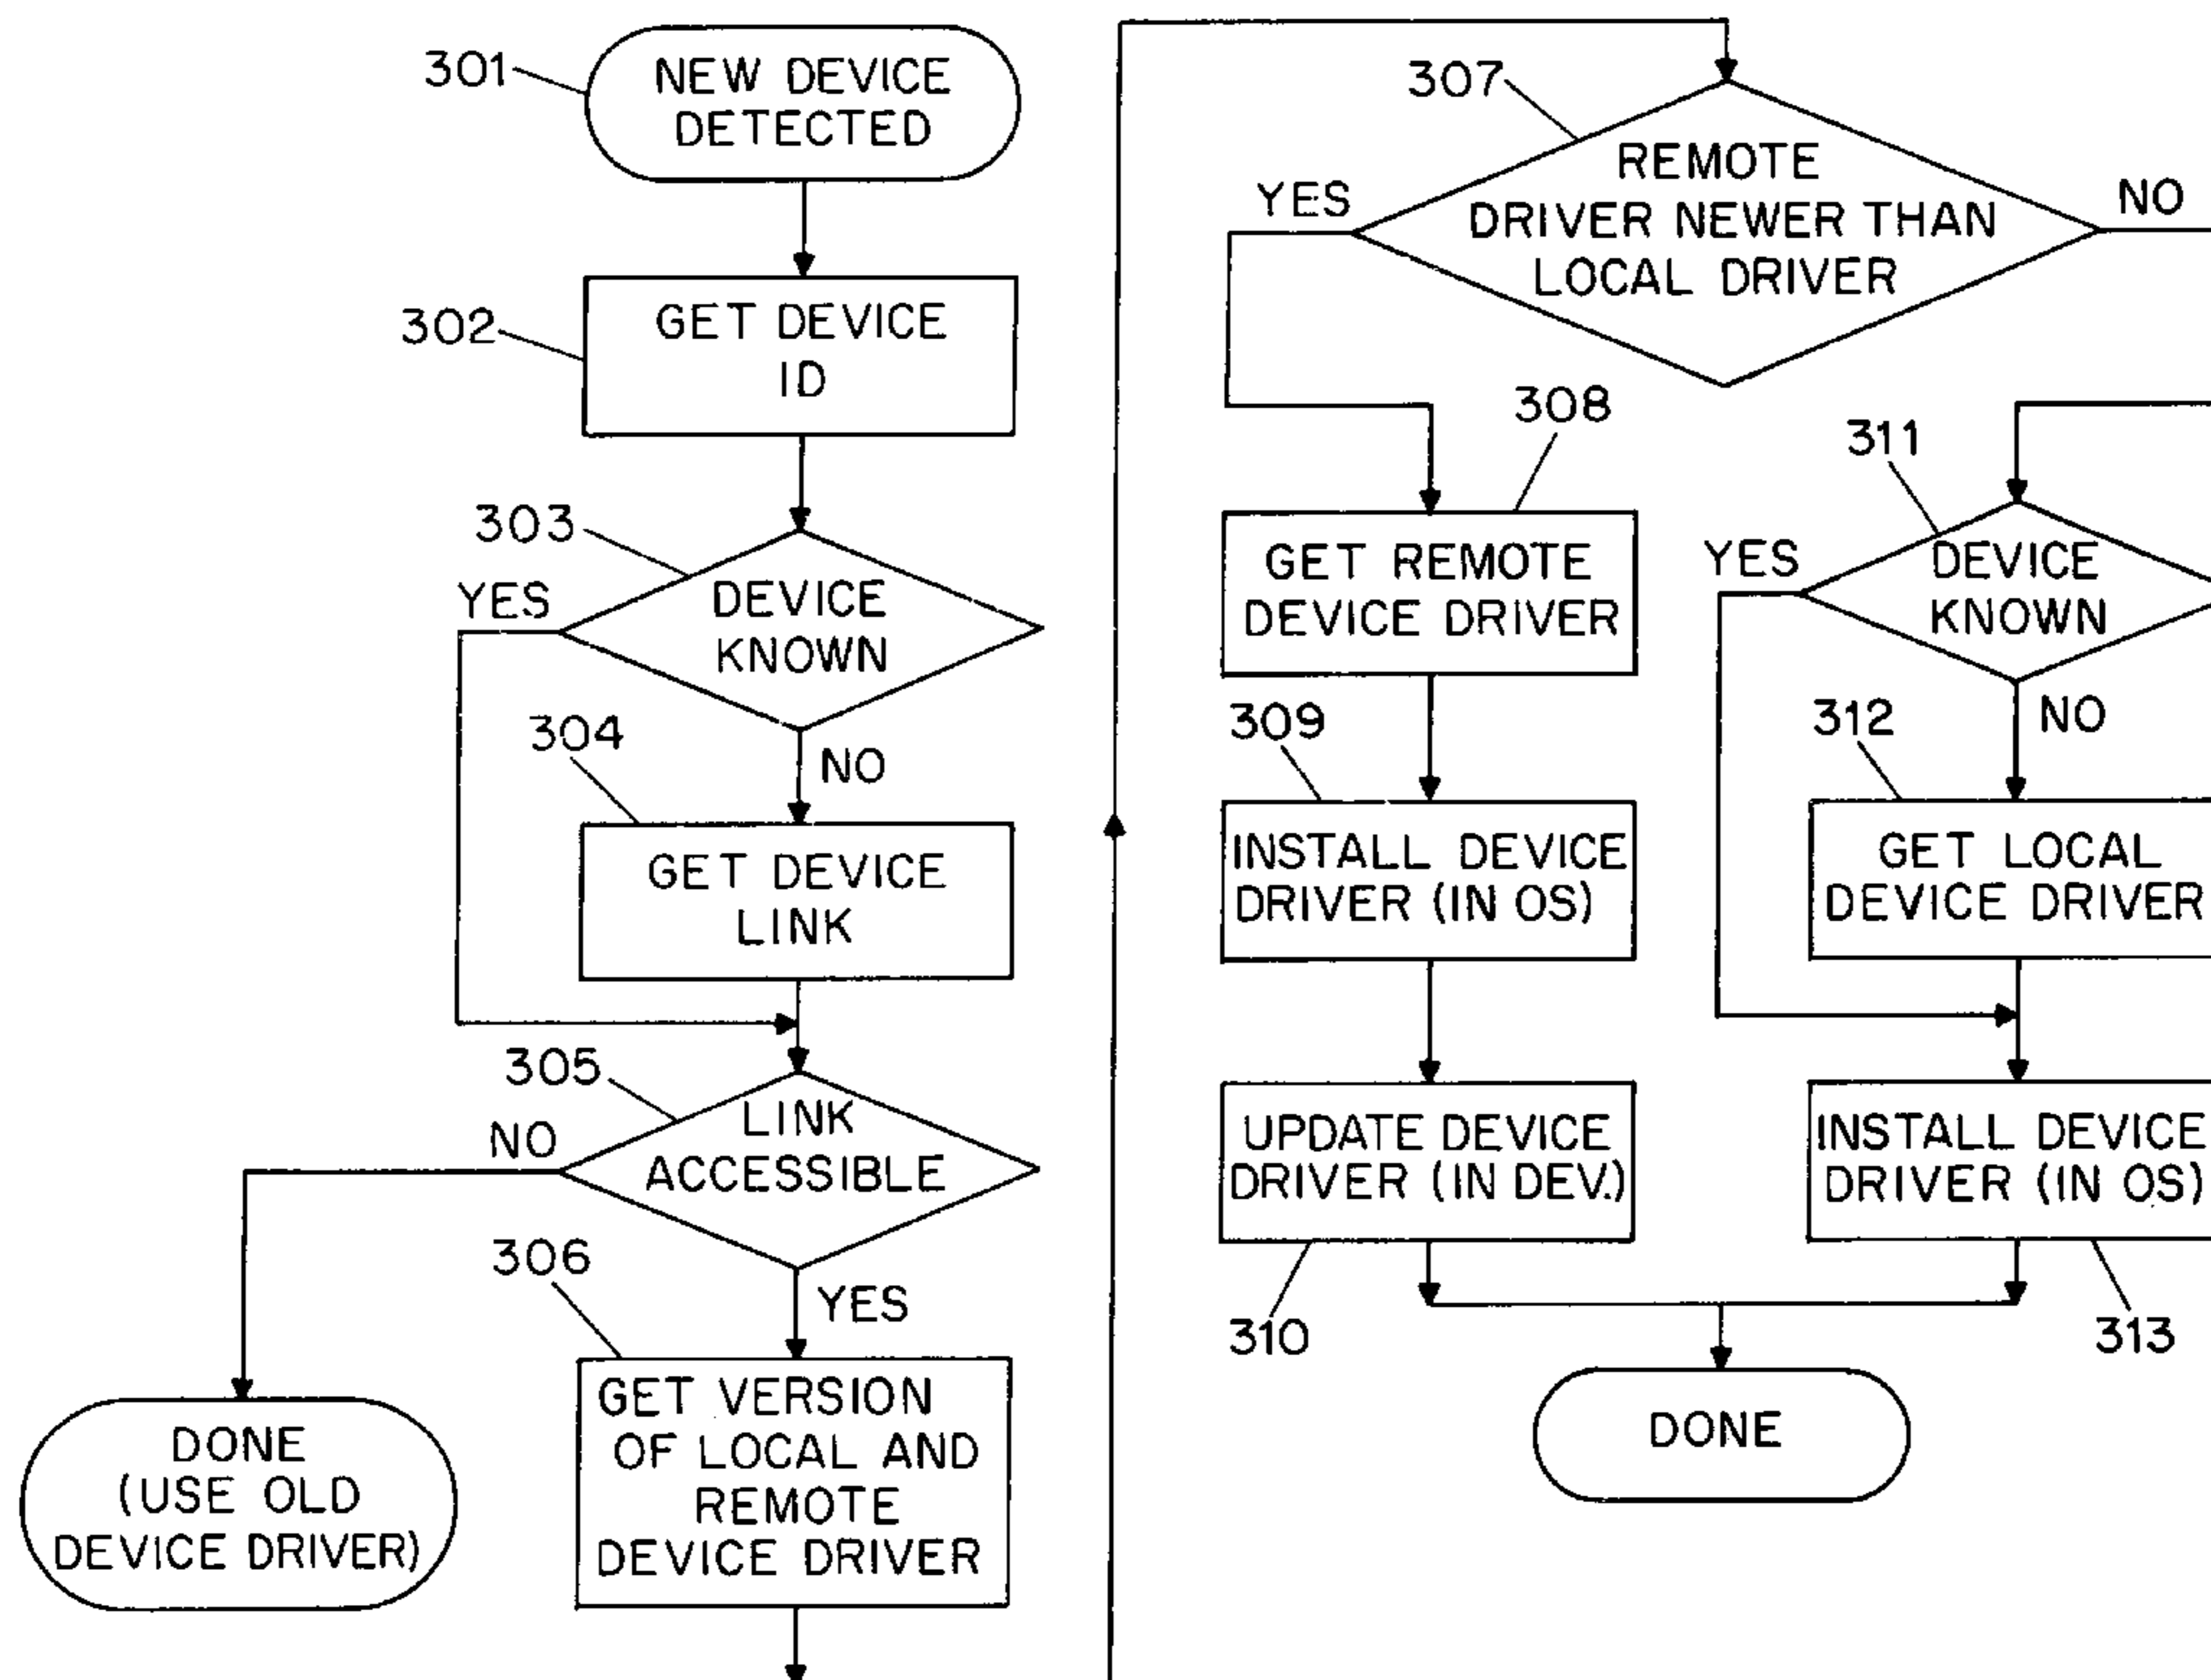 301
NEW DEVICE
DETECTED
302
GET DEVICE
ID
303
YES
DEVICE
KNOWN
304
NO
GET DEVICE
LINK
305
NO
LINK
ACCESSIBLE
306
YES
GET VERSION
OF LOCAL AND
REMOTE
DEVICE DRIVER
DONE
(USE OLD
DEVICE DRIVER)
307
YES
REMOTE
DRIVER NEWER THAN
LOCAL DRIVER
NO
308
GET REMOTE
DEVICE DRIVER
309
INSTALL DEVICE
DRIVER (IN OS)
UPDATE DEVICE
DRIVER (IN DEV.)
310
311
YES
DEVICE
KNOWN
NO
312
GET LOCAL
DEVICE DRIVER
INSTALL DEVICE
DRIVER (IN OS)
313
DONE